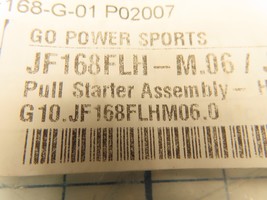 168-G-01 P02007
GO POWER SPORTS
JF168FLH-M.06 /
Pull Starter Assembly - H
G10.JF168FLHM06.0